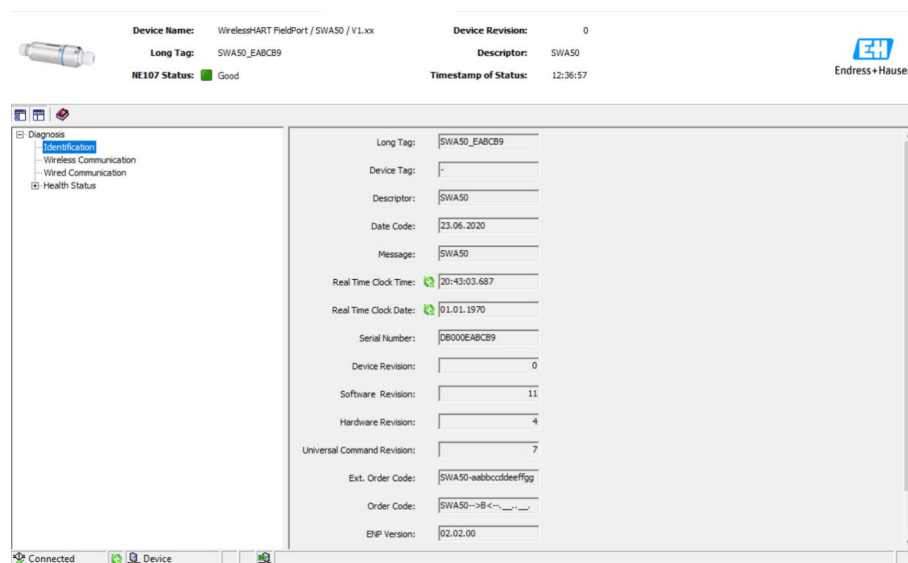 Device Name: WirelessHART FieldPort / SWA50 / V1.xx Device Revision: 0
Long Tag: SWA50_EABCB9 Descriptor: SWA50
NE107 Status: Good Timestamp of Status: 12:36:57
EH
Endress+Hauser
Diagnosis
Identification
Wireless Communication
Wired Communication
Health Status
Long Tag: SWA50_EABCB9
Device Tag: -
Descriptor: SWA50
Date Code: 23.06.2020
Message: SWA50
Real Time Clock Time: 20:43:03.687
Real Time Clock Date: 01.01.1970
Serial Number: DB000EABCB9
Device Revision: 0
Software Revision: 11
Hardware Revision: 4
Universal Command Revision: 7
Ext. Order Code: SWA50-aabbccddeeffgg
Order Code: SWA50-->B<--.__..__.
ENP Version: 02.02.00
Connected Device